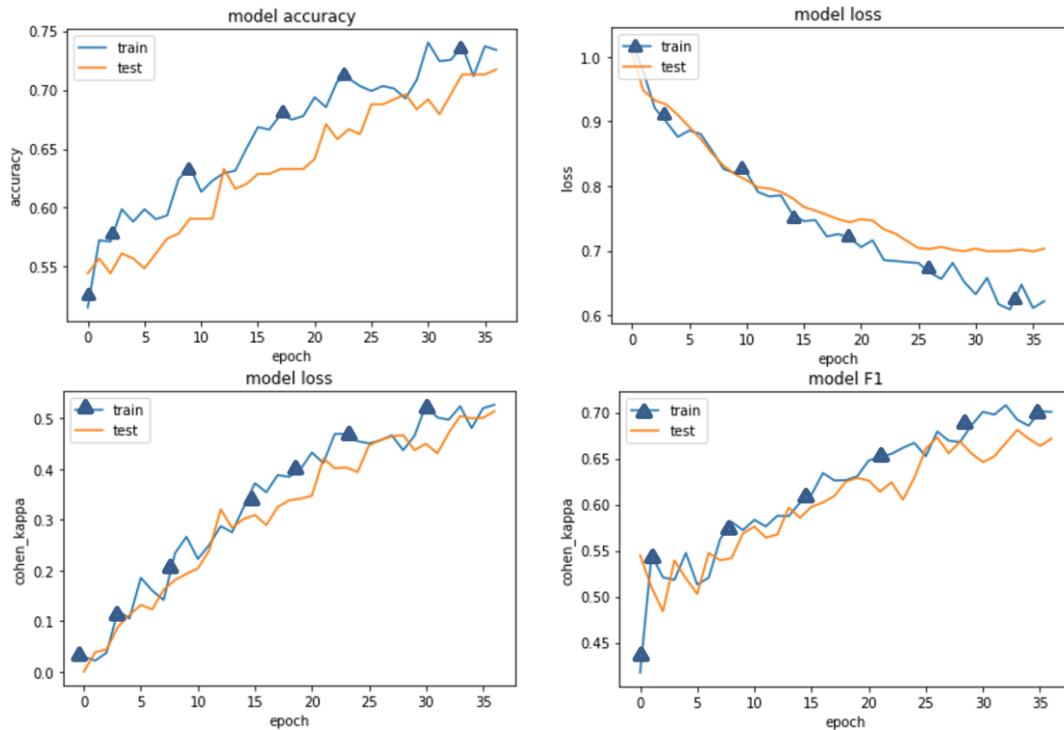 model accuracy
0.75
0.70
0.65
0.60
0.55
accuracy
train
test
0 5 10 15 20 25 30 35
epoch
model loss
1.0
0.9
0.8
0.7
0.6
loss
train
test
0 5 10 15 20 25 30 35
epoch
model loss
0.5
0.4
0.3
0.2
0.1
0.0
cohen_kappa
train
test
0 5 10 15 20 25 30 35
epoch
model F1
0.70
0.65
0.60
0.55
0.50
0.45
cohen_kappa
train
test
0 5 10 15 20 25 30 35
epoch